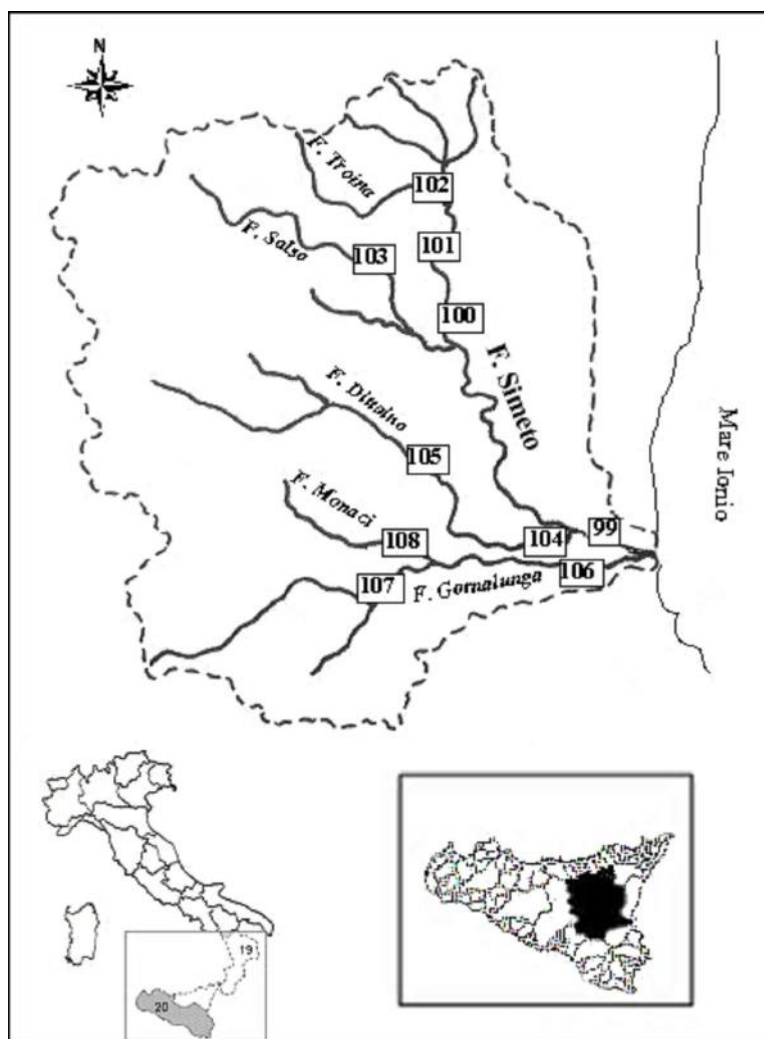 N
F. Troina
102
F. Salso
103
101
100
F. Simeto
F. Ditaino
Mare Ionio
105
F. Monaci
99
104
108
106
107
F. Gornalunga
19
20